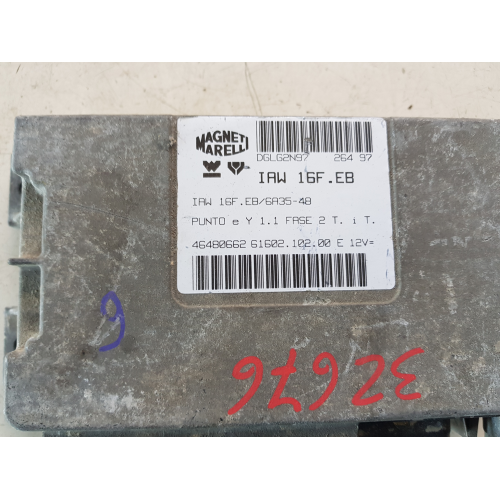 MAGNETI
MARELLI
DGLG2N97 264 97
IAW 16F.EB
IAW 16F.EB/6A35-48
PUNTO e Y 1.1 FASE 2 T. i T.
46480662 61602.102.00 E 12V=
6
32676